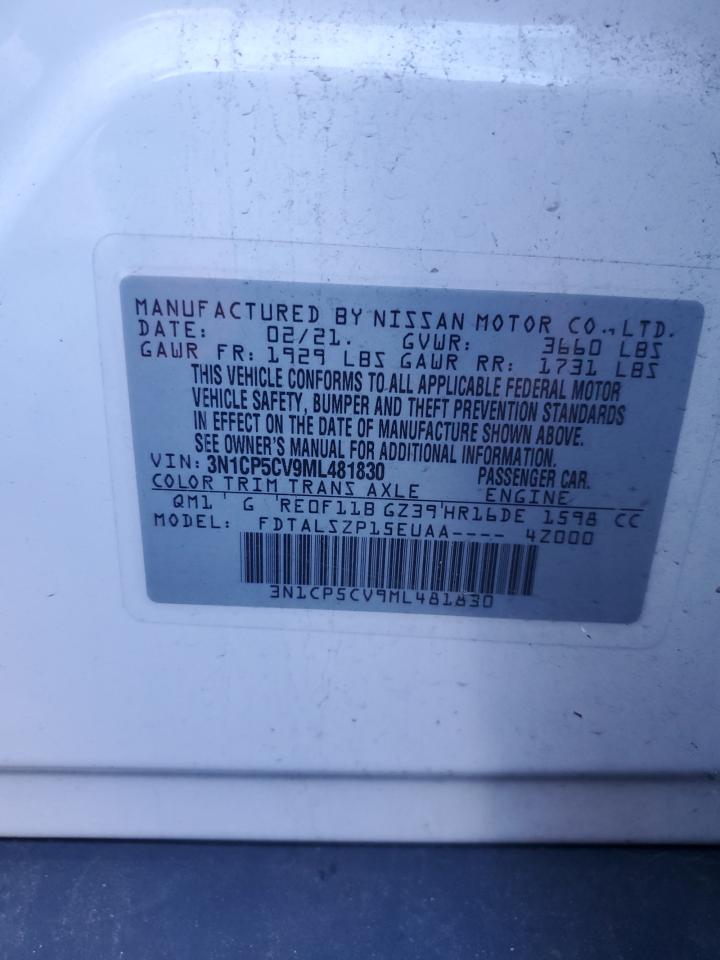 MANUFACTURED BY NISSAN MOTOR CO., LTD.
DATE: 02/21. GVWR: 3660 LBS
GAWR FR: 1929 LBS GAWR RR: 1731 LBS
THIS VEHICLE CONFORMS TO ALL APPLICABLE FEDERAL MOTOR
VEHICLE SAFETY, BUMPER AND THEFT PREVENTION STANDARDS
IN EFFECT ON THE DATE OF MANUFACTURE SHOWN ABOVE.
SEE OWNER'S MANUAL FOR ADDITIONAL INFORMATION.
VIN: 3N1CP5CV9ML481830 PASSENGER CAR.
COLOR TRIM TRANS AXLE ENGINE
QM1 ' G 'RE0F11B GZ39'HR16DE 1598 CC
MODEL: FDTALSZP15EUAA---- 4Z000
3N1CP5CV9ML481830